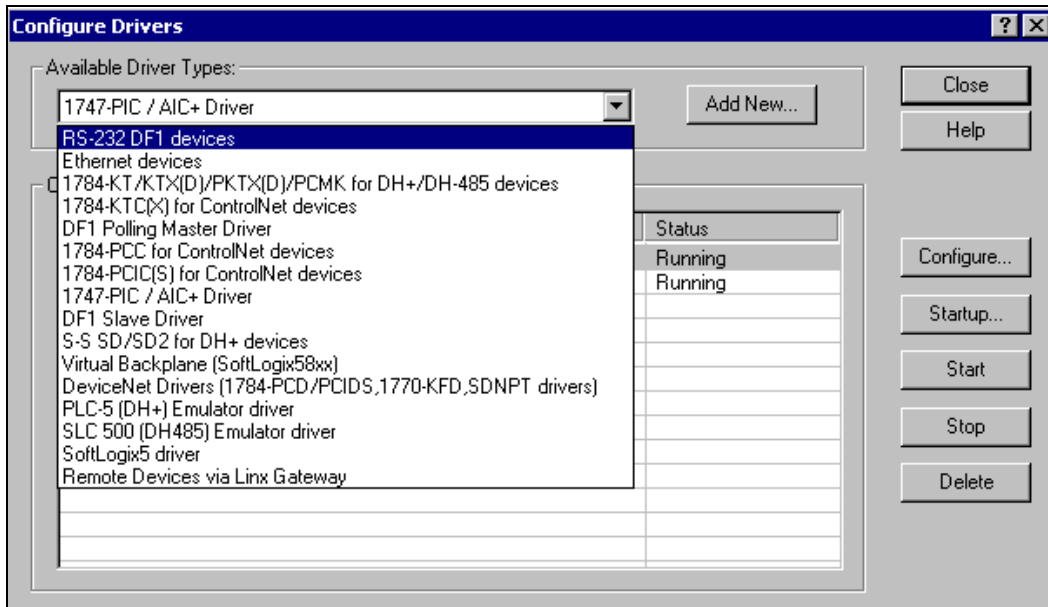 Configure Drivers
Available Driver Types:
1747-PIC / AIC+ Driver
Add New...
Close
Help
RS-232 DF1 devices
Ethernet devices
1784-KT/KTX(D)/PKTX(D)/PCMK for DH+/DH-485 devices
1784-KTC(X) for ControlNet devices
DF1 Polling Master Driver
1784-PCC for ControlNet devices
1784-PCIC(S) for ControlNet devices
1747-PIC / AIC+ Driver
DF1 Slave Driver
S-S SD/SD2 for DH+ devices
Virtual Backplane (SoftLogix58xx)
DeviceNet Drivers (1784-PCD/PCIDS,1770-KFD,SDNPT drivers)
PLC-5 (DH+) Emulator driver
SLC 500 (DH485) Emulator driver
SoftLogix5 driver
Remote Devices via Linx Gateway
Status
Running
Running
Configure...
Startup...
Start
Stop
Delete